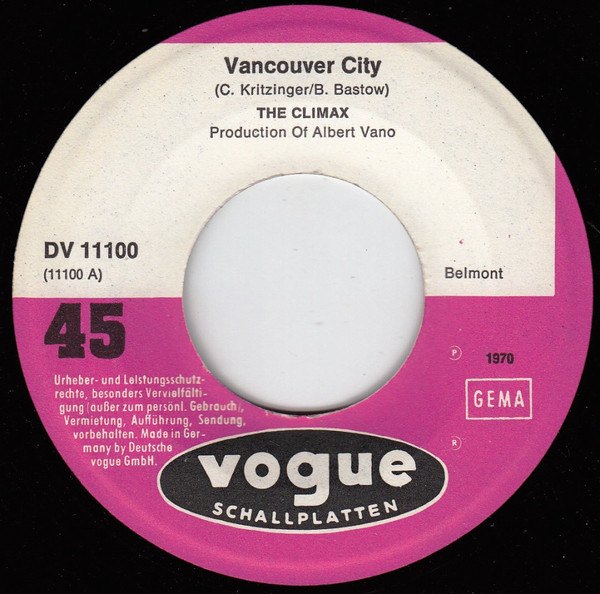 Vancouver City
(C. Kritzinger/B. Bastow)
THE CLIMAX
Production Of Albert Vano
DV 11100
(11100 A)
Belmont
45
Ⓟ 1970
GEMA
Urheber- und Leistungsschutz-
rechte, besonders Vervielfälti-
gung (außer zum persönl. Gebrauch),
Vermietung, Aufführung, Sendung,
vorbehalten. Made in Ger-
many by Deutsche
vogue GmbH.
®
vogue
SCHALLPLATTEN